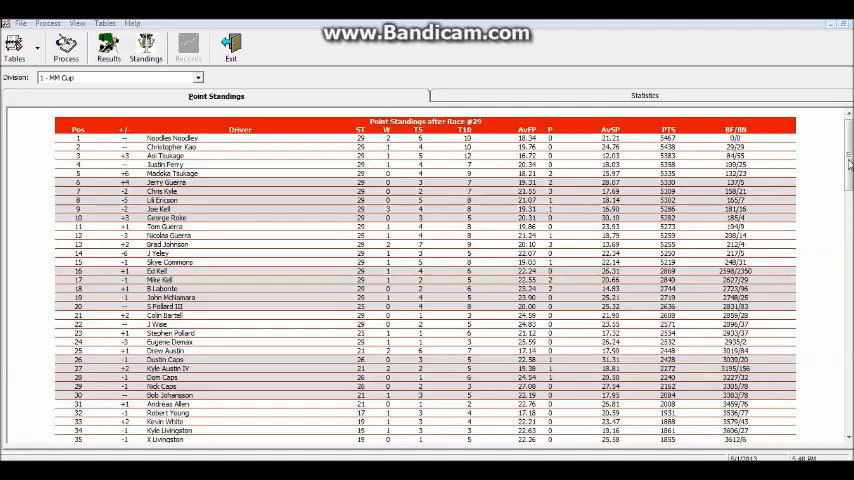 www.Bandicam.com
File Process View Tables Help
Tables Process Results Standings Records Exit
Division: 1 - MM Cup
Point Standings Statistics
Point Standings after Race #29
Pos +/- Driver ST W T5 T10 AvFP P AvSP PTS BF/BN
1 -- Noodles Noodley 29 2 6 10 18.34 0 21.21 5467 0/0
2 -- Christopher Kao 29 1 4 10 19.76 0 24.76 5438 29/29
3 +3 Aoi Tsukage 29 1 5 12 16.72 0 12.03 5383 84/55
4 -- Justin Perry 29 2 4 7 19.34 0 18.03 5358 109/25
5 +6 Madoka Tsukage 29 0 4 9 18.21 2 15.97 5335 132/23
6 +4 Jerry Guerra 29 0 3 7 19.31 2 28.07 5330 137/5
7 -2 Chris Kyle 29 0 2 7 21.55 3 17.69 5309 158/21
8 -5 Lili Ericson 29 1 5 8 21.07 1 18.14 5302 165/7
9 -2 Joe Kell 29 3 4 8 19.31 1 16.90 5286 181/16
10 +3 George Roke 29 0 3 5 20.31 0 30.10 5282 185/4
11 +1 Tom Guerra 29 1 4 8 19.86 0 23.93 5273 194/9
12 -3 Nicolas Guerra 29 1 4 8 21.24 1 18.79 5259 208/14
13 +2 Brad Johnson 29 2 7 9 20.10 3 13.69 5255 212/4
14 -6 J Yeley 29 1 3 5 22.07 0 22.34 5250 217/5
15 -1 Skye Commons 29 1 5 8 19.03 1 22.14 5219 248/31
16 +1 Ed Kell 29 1 4 6 22.24 0 26.31 2869 2598/2350
17 -1 Mike Kell 29 1 2 5 22.55 2 20.66 2840 2627/29
18 +1 B.Labonte 29 0 2 6 23.24 2 14.83 2744 2723/96
19 -1 John McNamara 29 1 4 5 23.90 0 25.21 2719 2748/25
20 -- S Pollard III 25 0 4 8 20.00 0 25.32 2636 2831/83
21 +2 Colin Bartell 29 0 1 3 24.59 0 21.90 2608 2859/28
22 -- J Wise 29 0 2 5 24.83 0 23.55 2571 2896/37
23 +1 Stephen Pollard 25 1 1 6 21.12 0 17.32 2534 2933/37
24 -3 Eugene Demax 29 1 1 3 25.59 0 26.24 2532 2935/2
25 +1 Drew Austin 21 2 6 7 17.14 0 17.90 2448 3019/84
26 -1 Dustin Caps 26 0 3 5 22.58 1 31.38 2428 3039/20
27 +2 Kyle Austin IV 21 2 2 5 19.38 1 18.81 2272 3195/156
28 -1 Dom Caps 26 0 1 6 24.54 1 20.50 2240 3227/32
29 -1 Nick Caps 26 0 2 3 27.08 0 27.54 2162 3305/78
30 -- Bob Johansson 21 1 3 5 22.19 0 17.95 2084 3383/78
31 +1 Andreas Allen 21 0 1 2 22.76 0 26.81 2008 3459/76
32 -1 Robert Young 17 1 3 4 17.18 0 20.59 1931 3536/77
33 +2 Kevin White 19 1 3 4 22.21 0 23.47 1888 3579/43
34 -1 Kyle Livingston 19 1 3 3 22.63 0 19.16 1861 3606/27
35 -1 X Livingston 19 0 1 5 22.26 0 25.58 1855 3612/6
5/1/2013 5:46 PM